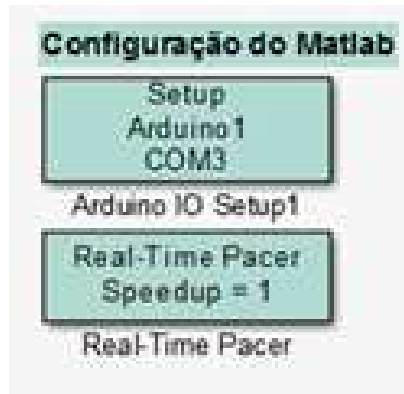 Configuração do Matlab
Setup
Arduino1
COM3
Arduino IO Setup1
Real-Time Pacer
Speedup = 1
Real-Time Pacer